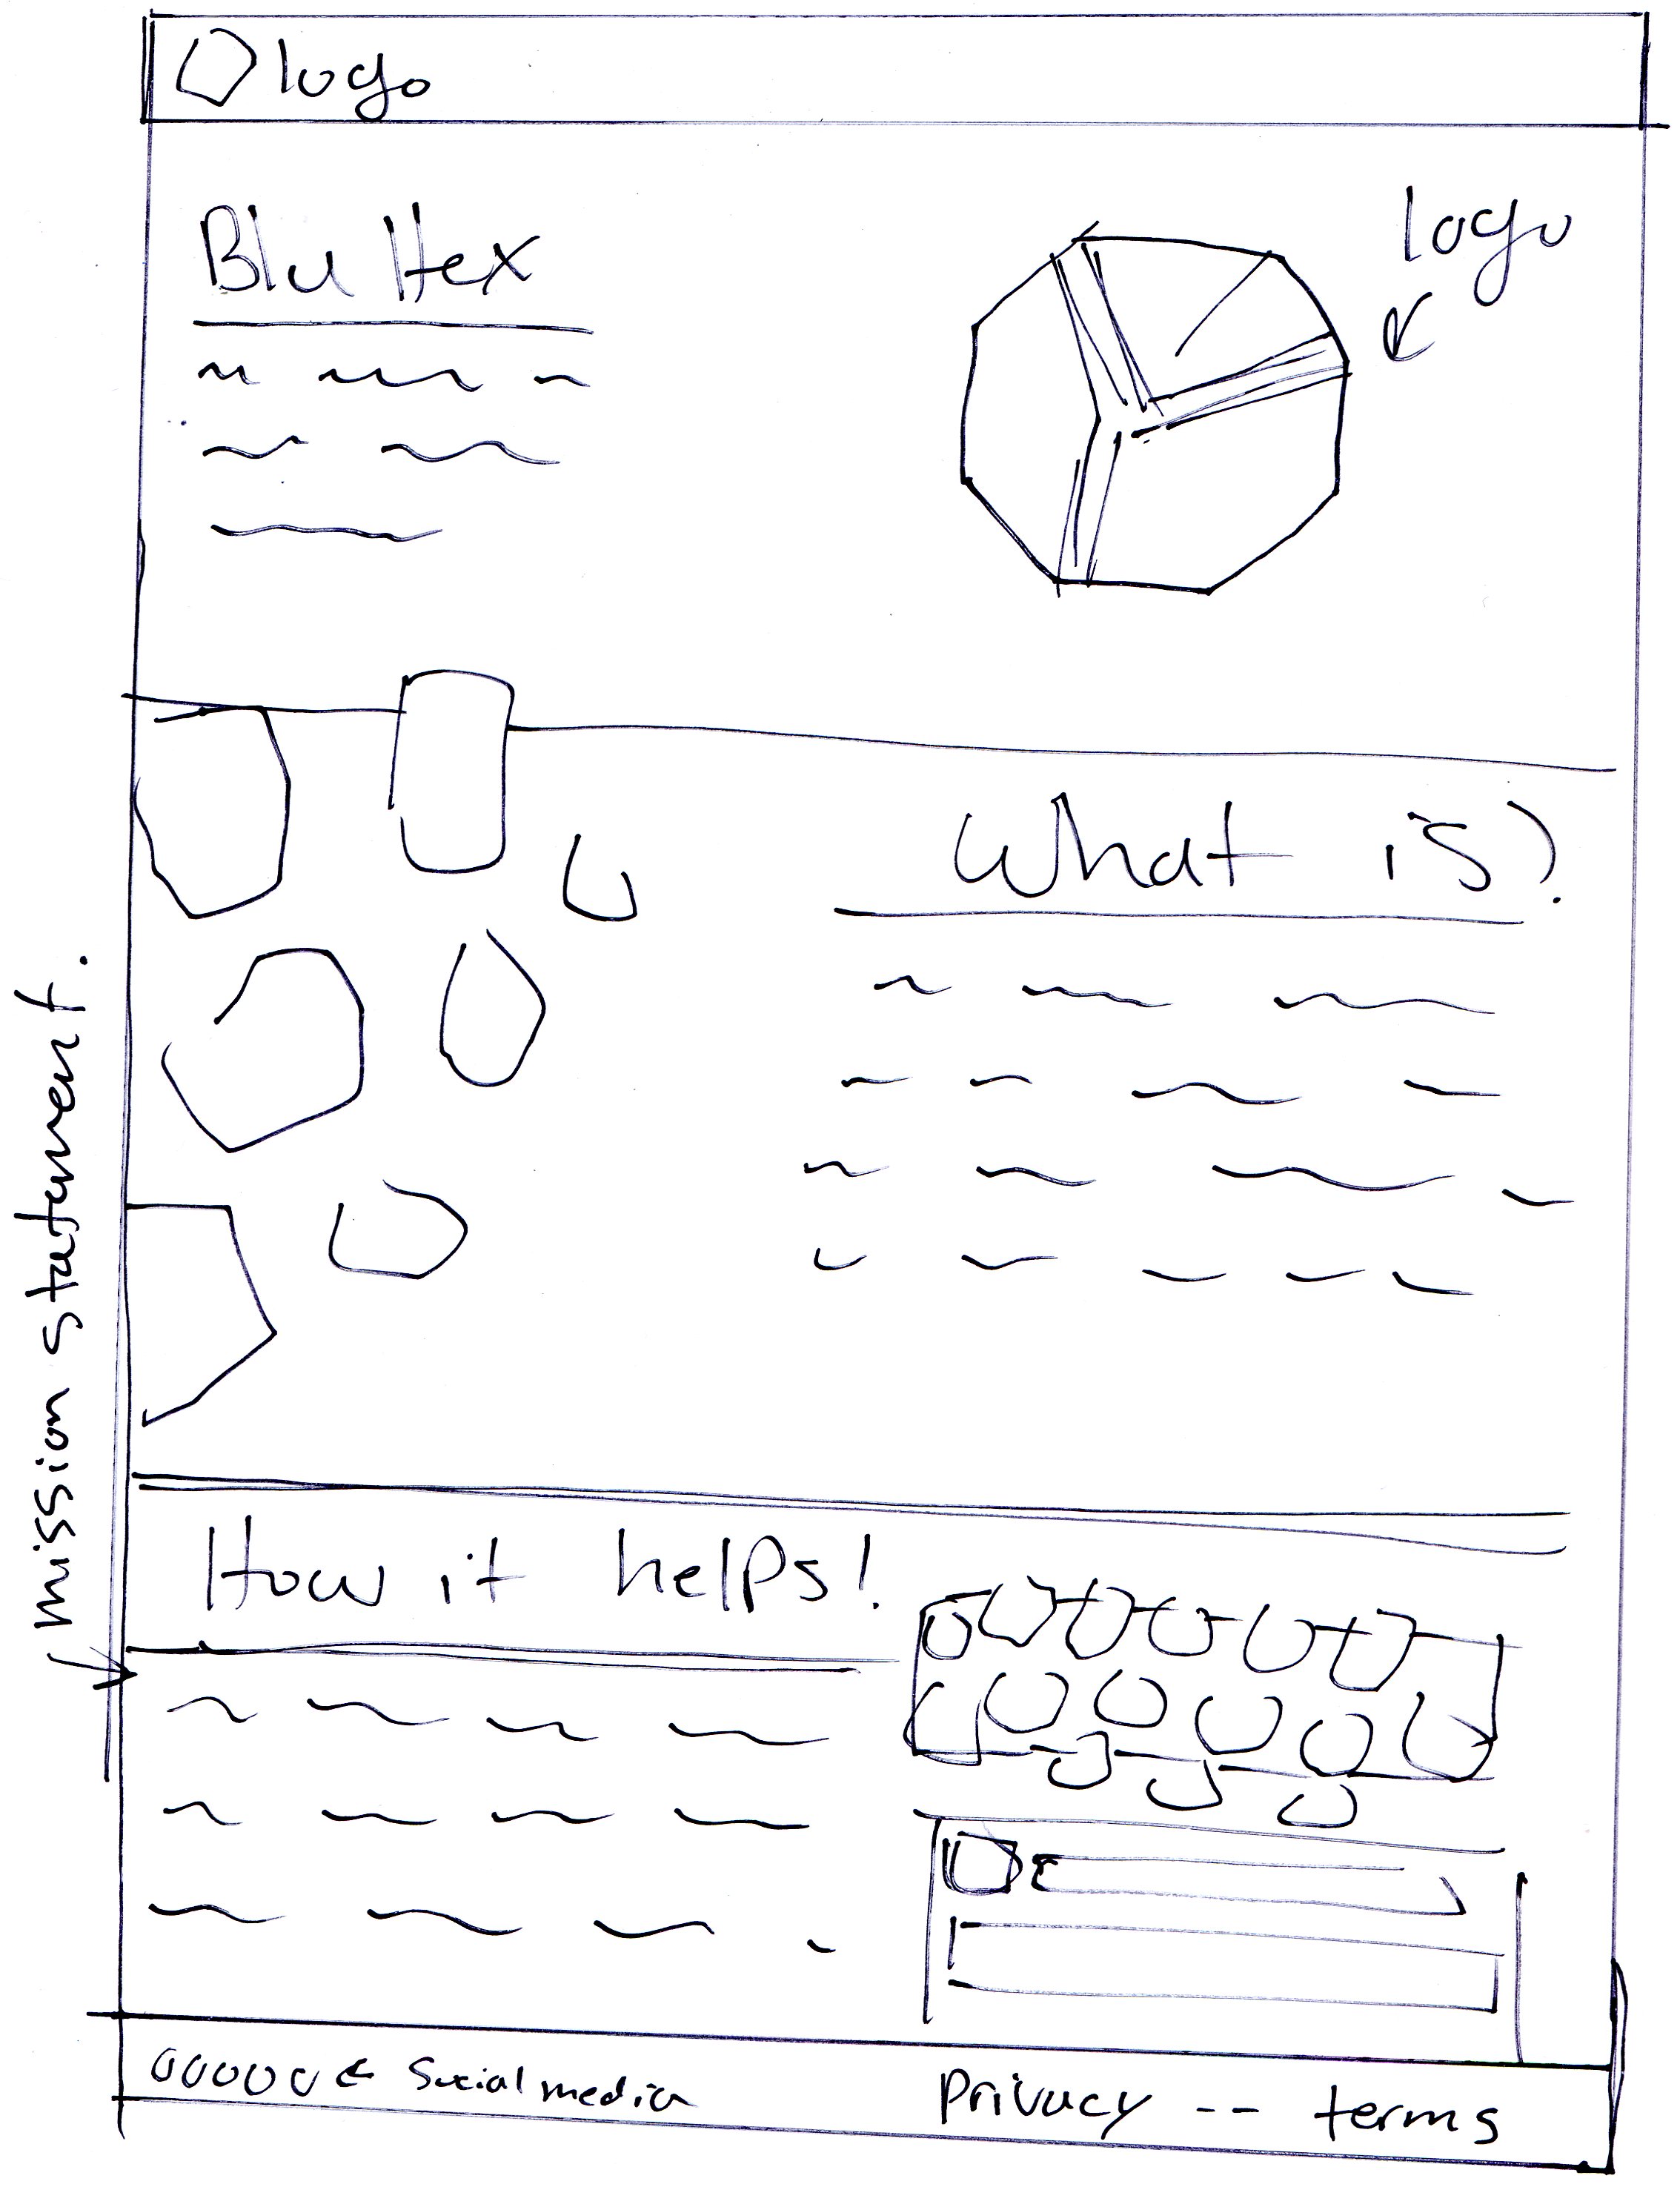 logo
Blu Hex
logo
What is?
mission statement.
How it helps!
Social media
Privacy -- terms